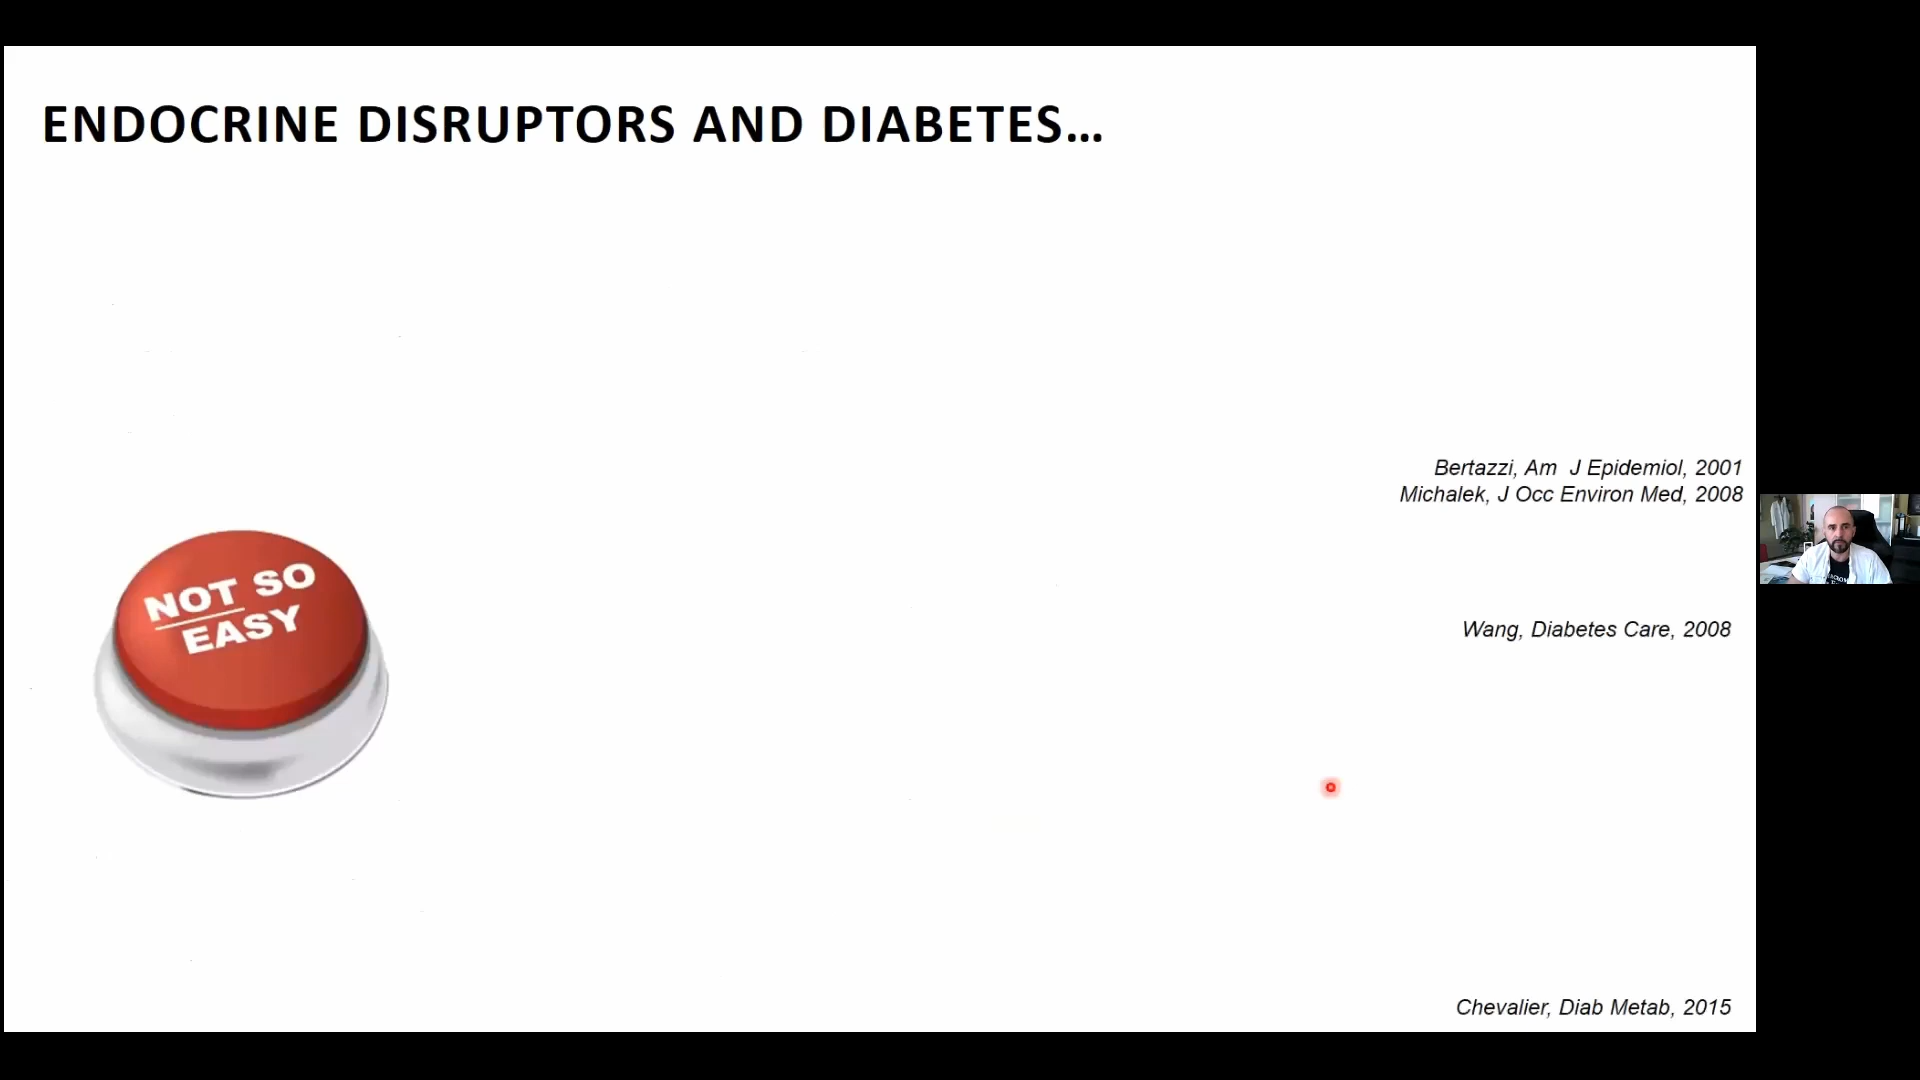 ENDOCRINE DISRUPTORS AND DIABETES…
Bertazzi, Am J Epidemiol, 2001
Michalek, J Occ Environ Med, 2008
NOT SO
EASY
Wang, Diabetes Care, 2008
Chevalier, Diab Metab, 2015